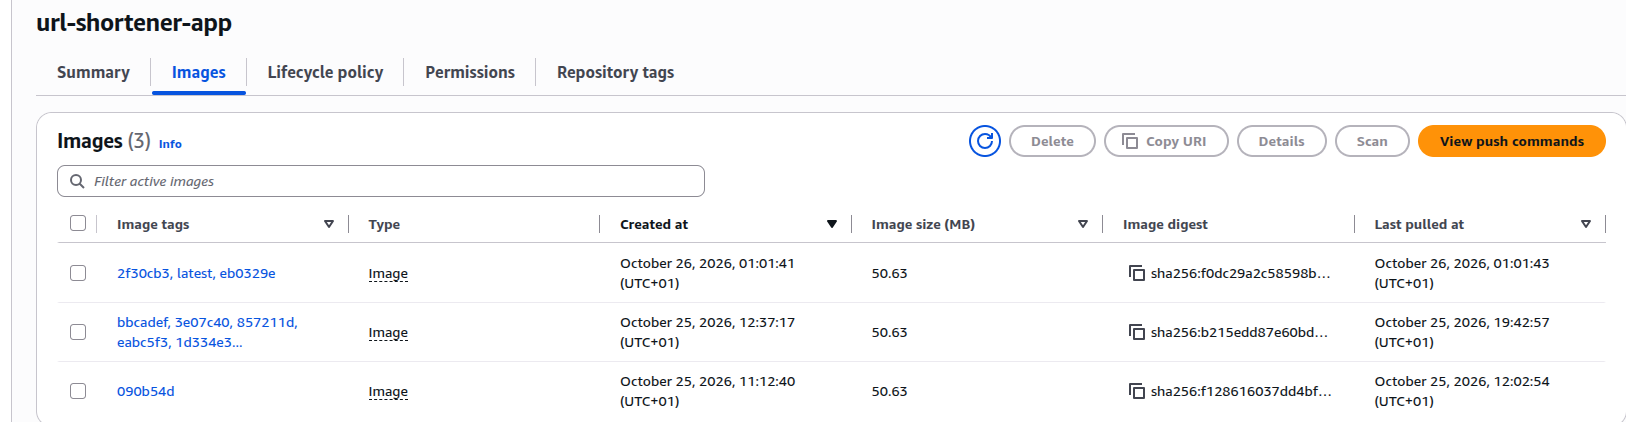 url-shortener-app
Summary Images Lifecycle policy Permissions Repository tags
Images (3) Info Delete Copy URI Details Scan View push commands
Filter active images
Image tags Type Created at Image size (MB) Image digest Last pulled at
2f30cb3, latest, eb0329e Image October 26, 2026, 01:01:41 (UTC+01) 50.63 sha256:f0dc29a2c58598b... October 26, 2026, 01:01:43 (UTC+01)
bbcadef, 3e07c40, 857211d, eabc5f3, 1d334e3... Image October 25, 2026, 12:37:17 (UTC+01) 50.63 sha256:b215edd87e60bd... October 25, 2026, 19:42:57 (UTC+01)
090b54d Image October 25, 2026, 11:12:40 (UTC+01) 50.63 sha256:f128616037dd4bf... October 25, 2026, 12:02:54 (UTC+01)